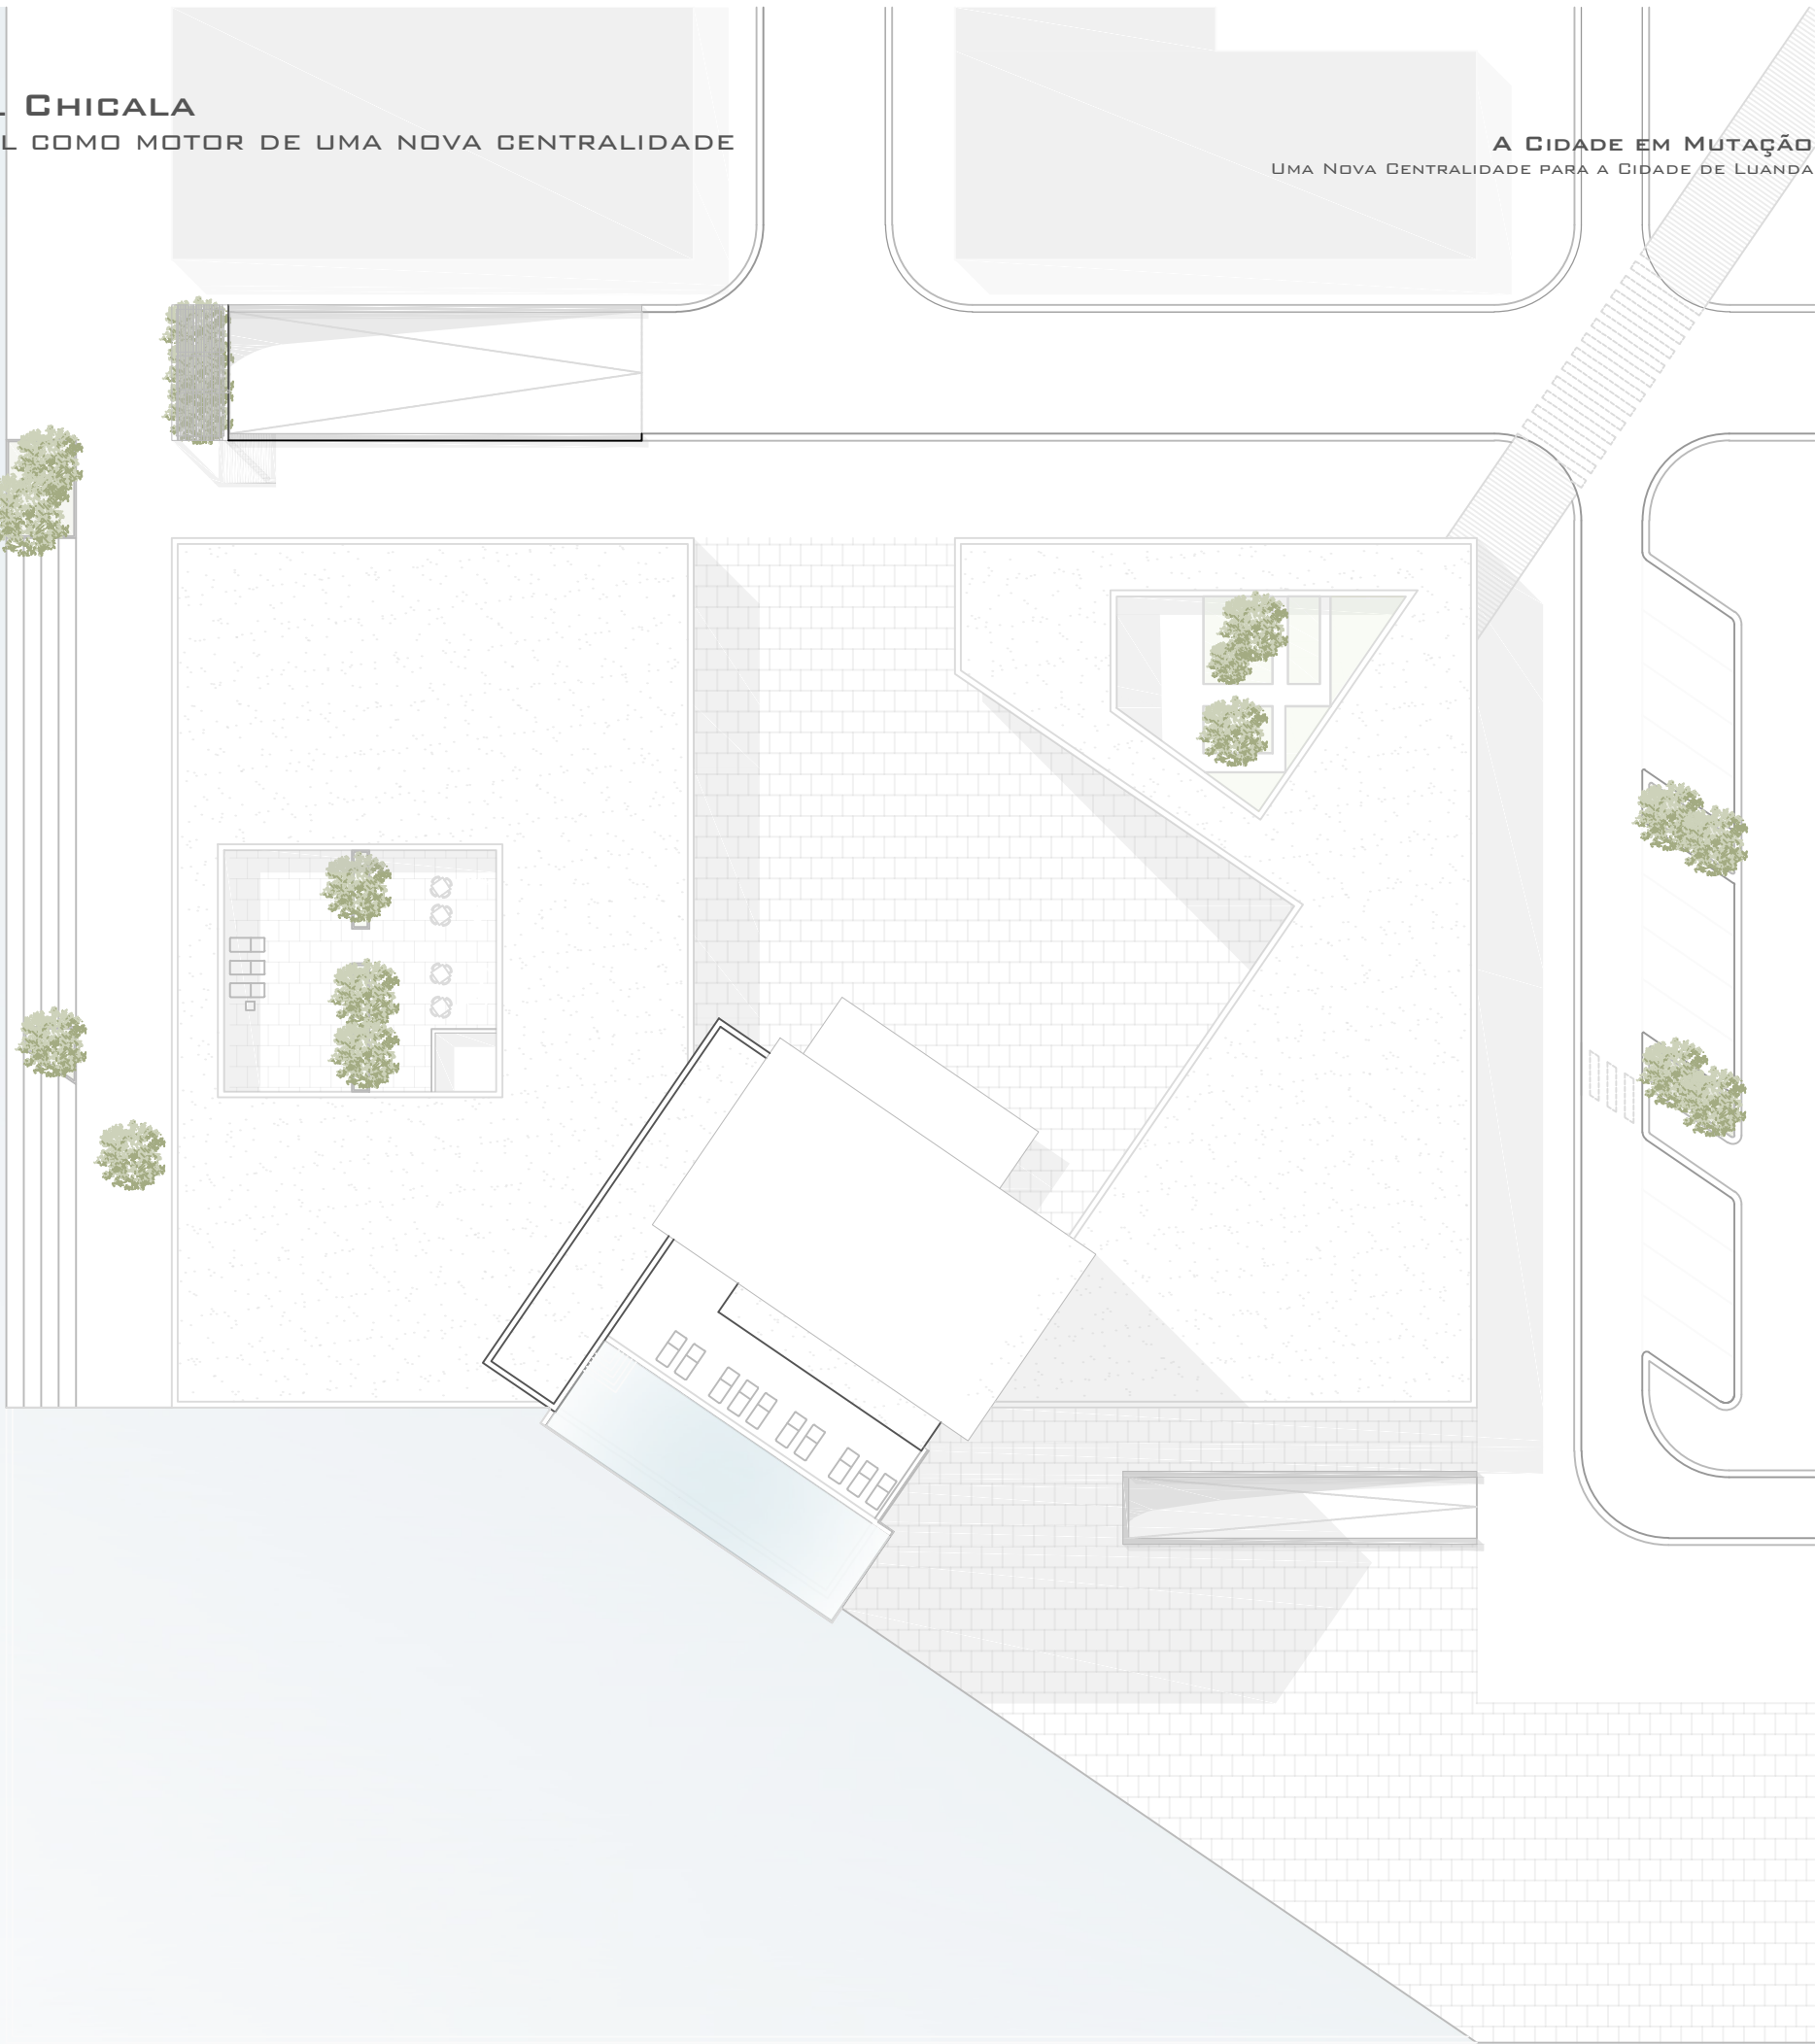 L CHICALA
L COMO MOTOR DE UMA NOVA CENTRALIDADE
A CIDADE EM MUTAÇÃO
UMA NOVA CENTRALIDADE PARA A CIDADE DE LUANDA